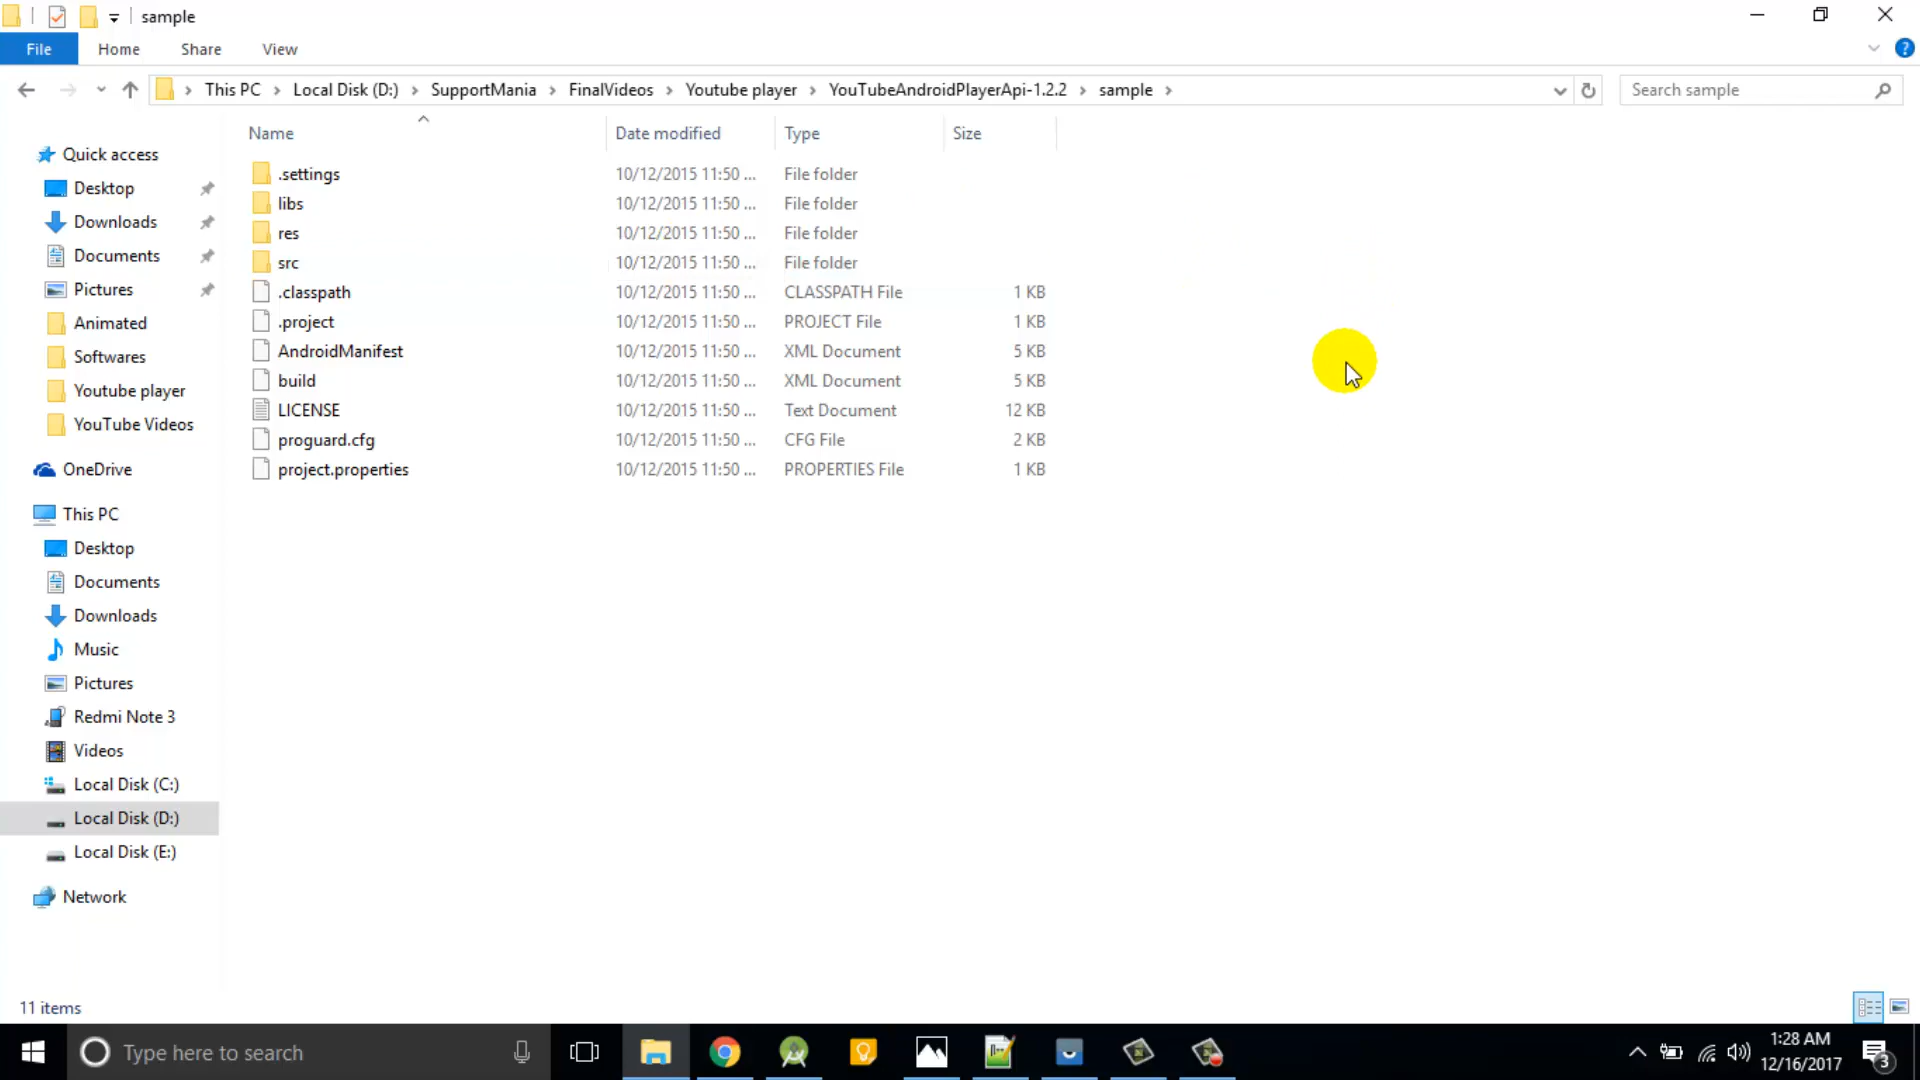 sample
File Home Share View
This PC Local Disk (D:) SupportMania FinalVideos Youtube player YouTubeAndroidPlayerApi-1.2.2 sample
Search sample
Name Date modified Type Size
.settings 10/12/2015 11:50 ... File folder
libs 10/12/2015 11:50 ... File folder
res 10/12/2015 11:50 ... File folder
src 10/12/2015 11:50 ... File folder
.classpath 10/12/2015 11:50 ... CLASSPATH File 1 KB
.project 10/12/2015 11:50 ... PROJECT File 1 KB
AndroidManifest 10/12/2015 11:50 ... XML Document 5 KB
build 10/12/2015 11:50 ... XML Document 5 KB
LICENSE 10/12/2015 11:50 ... Text Document 12 KB
proguard.cfg 10/12/2015 11:50 ... CFG File 2 KB
project.properties 10/12/2015 11:50 ... PROPERTIES File 1 KB
Quick access
Desktop
Downloads
Documents
Pictures
Animated
Softwares
Youtube player
YouTube Videos
OneDrive
This PC
Desktop
Documents
Downloads
Music
Pictures
Redmi Note 3
Videos
Local Disk (C:)
Local Disk (D:)
Local Disk (E:)
Network
11 items
Type here to search
1:28 AM
12/16/2017
3